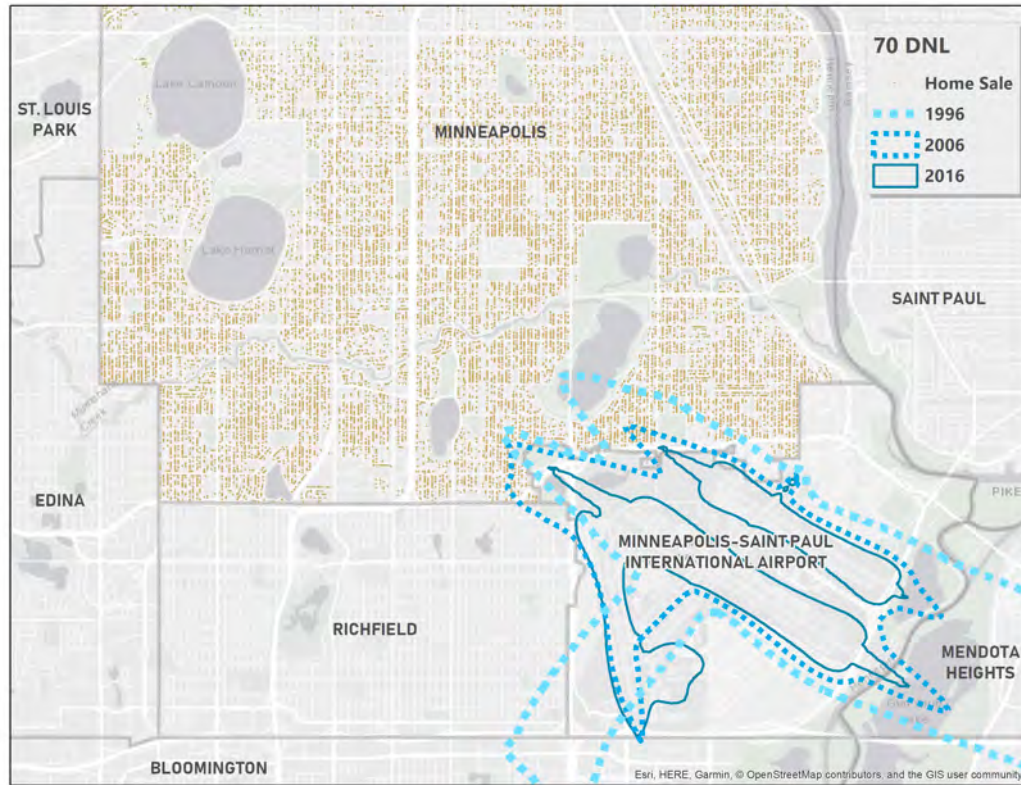 70 DNL
Home Sale
1996
2006
2016
Lake Calhoun
ST. LOUIS
PARK
MINNEAPOLIS
Lake Harriet
SAINT PAUL
EDINA
PIKE
MINNEAPOLIS-SAINT PAUL
INTERNATIONAL AIRPORT
RICHFIELD
MENDOTA
HEIGHTS
Lake
BLOOMINGTON
Esri, HERE, Garmin, © OpenStreetMap contributors, and the GIS user community